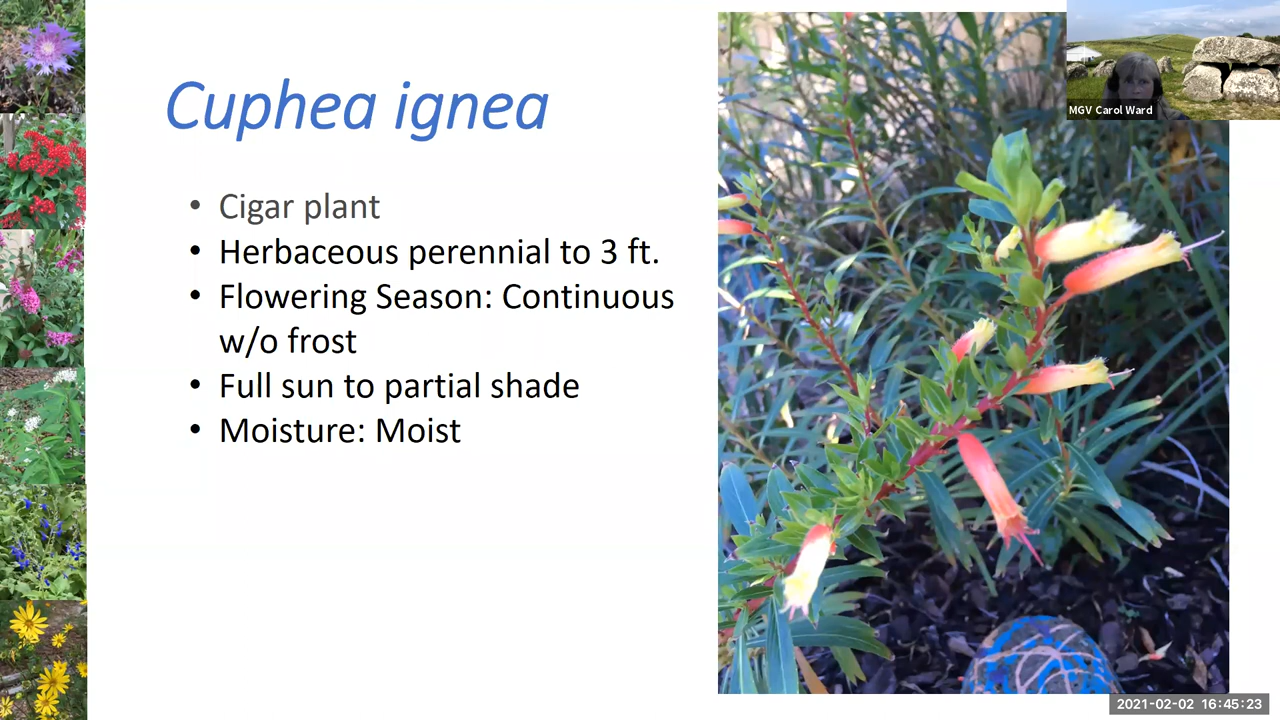 Cuphea ignea
• Cigar plant
• Herbaceous perennial to 3 ft.
• Flowering Season: Continuous
w/o frost
• Full sun to partial shade
• Moisture: Moist
MGV Carol Ward
2021-02-02 16:45:23